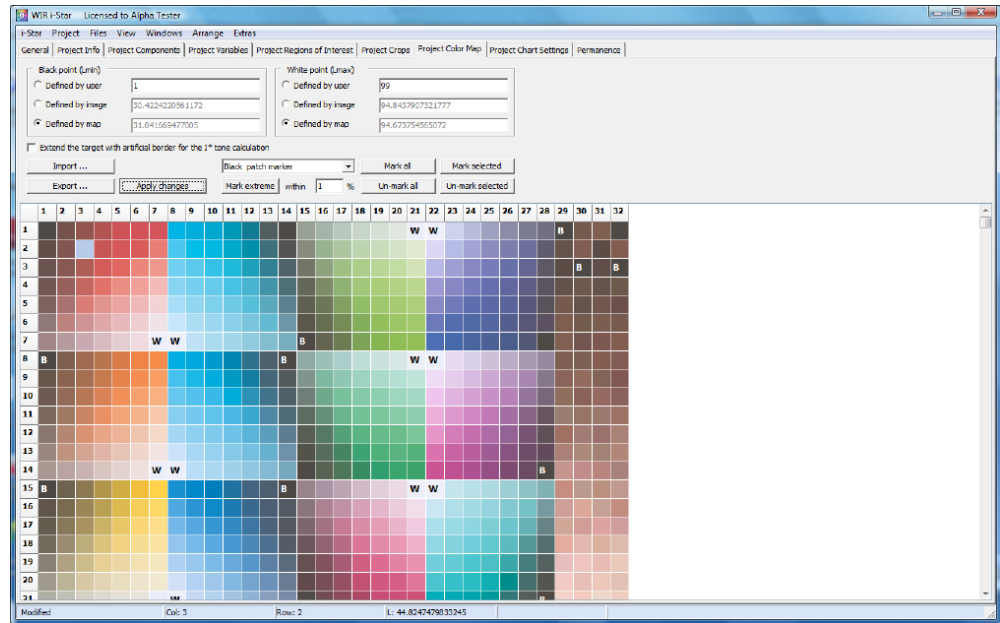 WIR i-Star Licensed to Alpha Tester
i-Star Project Files View Windows Arrange Extras
General Project Info Project Components Project Variables Project Regions of Interest Project Crops Project Color Map Project Chart Settings Permanence
Black point (Lmin) White point (Lmax)
Defined by user 1 Defined by user 99
Defined by image 30.4224220561172 Defined by image 94.8437907321777
Defined by map 31.041669477005 Defined by map 94.673754565072
Extend the target with artificial border for the I* tone calculation
Import ... Black patch marker Mark all Mark selected
Export ... Apply changes Mark extreme within 1 % Un-mark all Un-mark selected
1 2 3 4 5 6 7 8 9 10 11 12 13 14 15 16 17 18 19 20 21 22 23 24 25 26 27 28 29 30 31 32
1 W W B
2
3 B B
4
5
6
7 W W B
8 B B W W
9
10
11
12
13
14 W W B
15 B B W W
16
17
18
19
20
21 W B
Modified Col: 3 Row: 2 L: 44.8247479833245